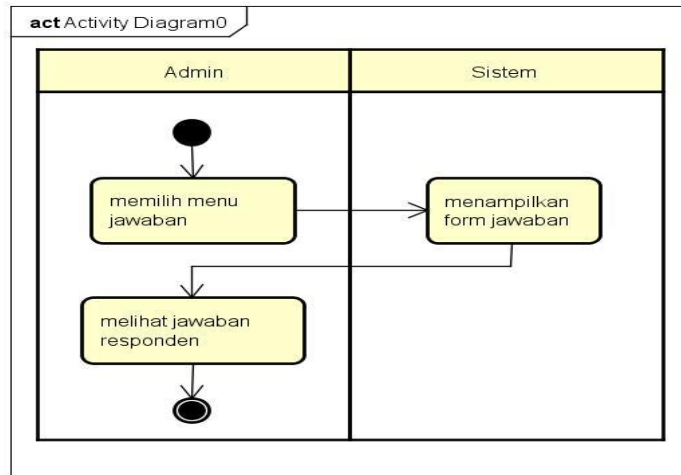 act Activity Diagram0
Admin
Sistem
memilih menu
jawaban
menampilkan
form jawaban
melihat jawaban
responden